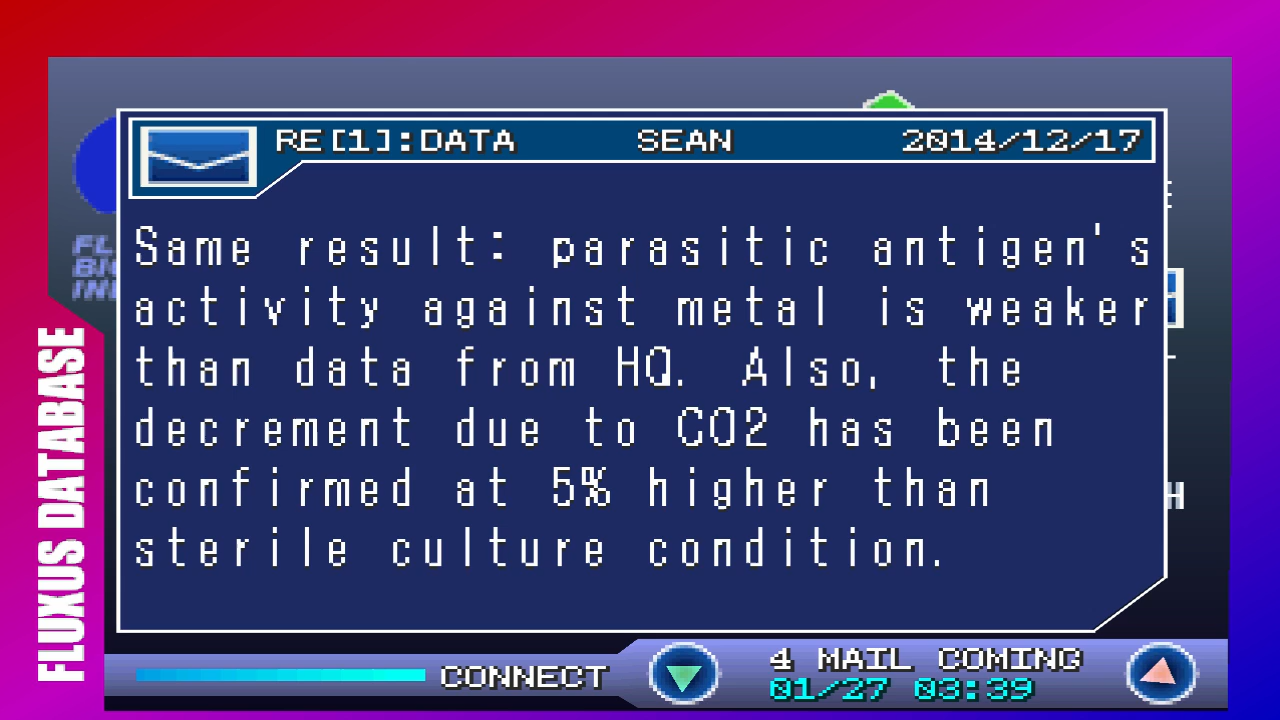 RE[1]:DATA SEAN 2014/12/17
Same result: parasitic antigen's
activity against metal is weaker
than data from HQ. Also, the
decrement due to CO2 has been
confirmed at 5% higher than
sterile culture condition.
FLUXUS DATABASE
CONNECT
4 MAIL COMING
01/27 03:39